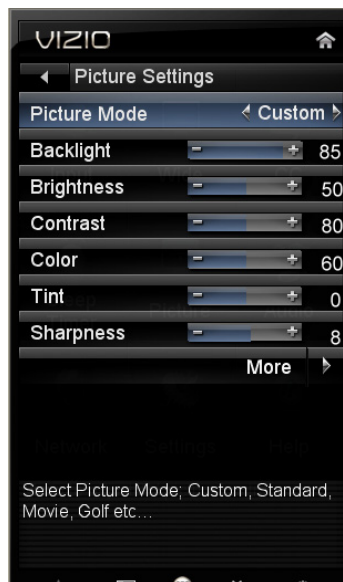 VIZIO
Picture Settings
Picture Mode Custom
Backlight 85
Brightness 50
Contrast 80
Color 60
Tint 0
Sharpness 8
More
Network Settings Help
Select Picture Mode; Custom, Standard,
Movie, Golf etc...